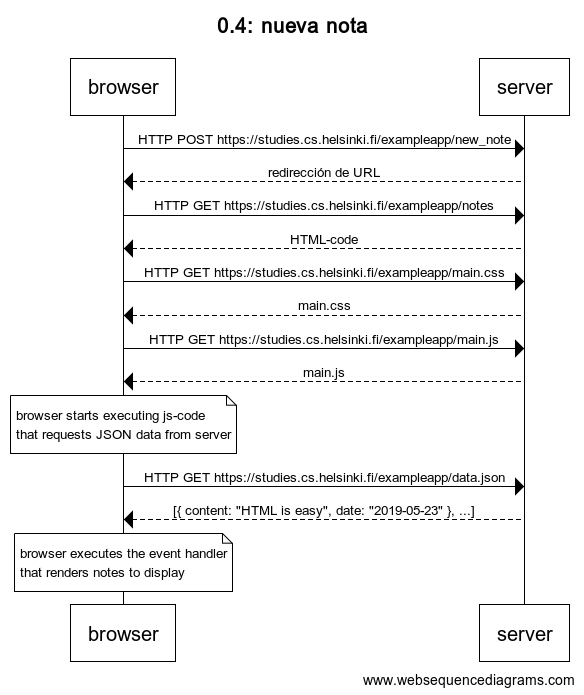 0.4: nueva nota
browser
server
HTTP POST https://studies.cs.helsinki.fi/exampleapp/new_note
redirección de URL
HTTP GET https://studies.cs.helsinki.fi/exampleapp/notes
HTML-code
HTTP GET https://studies.cs.helsinki.fi/exampleapp/main.css
main.css
HTTP GET https://studies.cs.helsinki.fi/exampleapp/main.js
main.js
browser starts executing js-code
that requests JSON data from server
HTTP GET https://studies.cs.helsinki.fi/exampleapp/data.json
[{ content: "HTML is easy", date: "2019-05-23" }, ...]
browser executes the event handler
that renders notes to display
browser
server
www.websequencediagrams.com